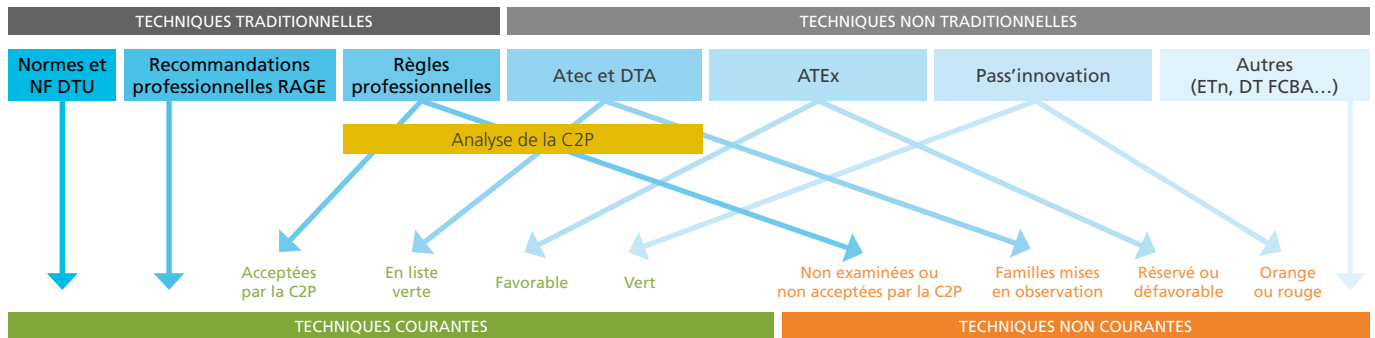 TECHNIQUES TRADITIONNELLES
TECHNIQUES NON TRADITIONNELLES
Normes et
NF DTU
Recommandations
professionnelles RAGE
Règles
professionnelles
Atec et DTA
ATEx
Pass’innovation
Autres
(ETn, DT FCBA…)
Analyse de la C2P
Acceptées
par la C2P
En liste
verte
Favorable
Vert
Non examinées ou
non acceptées par la C2P
Familles mises
en observation
Réservé ou
défavorable
Orange
ou rouge
TECHNIQUES COURANTES
TECHNIQUES NON COURANTES